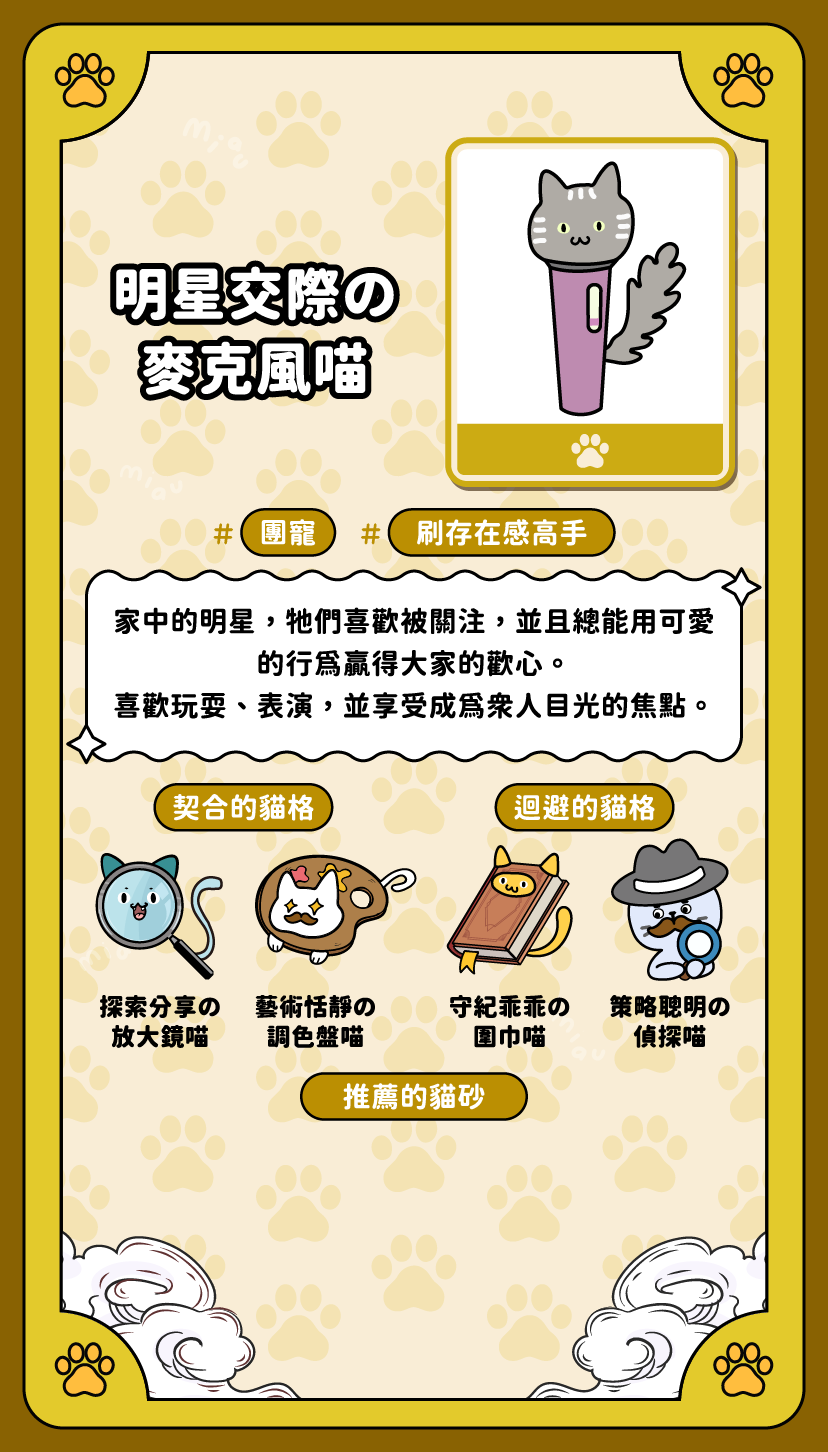 明星交際の
麥克風喵
# 團寵 # 刷存在感高手
家中的明星，牠們喜歡被關注，並且總能用可愛
的行爲贏得大家的歡心。
喜歡玩耍、表演，並享受成爲衆人目光的焦點。
契合的貓格
迴避的貓格
探索分享の
放大鏡喵
藝術恬靜の
調色盤喵
守紀乖乖の
圍巾喵
策略聰明の
偵探喵
推薦的貓砂
miau
miau
miau
miau